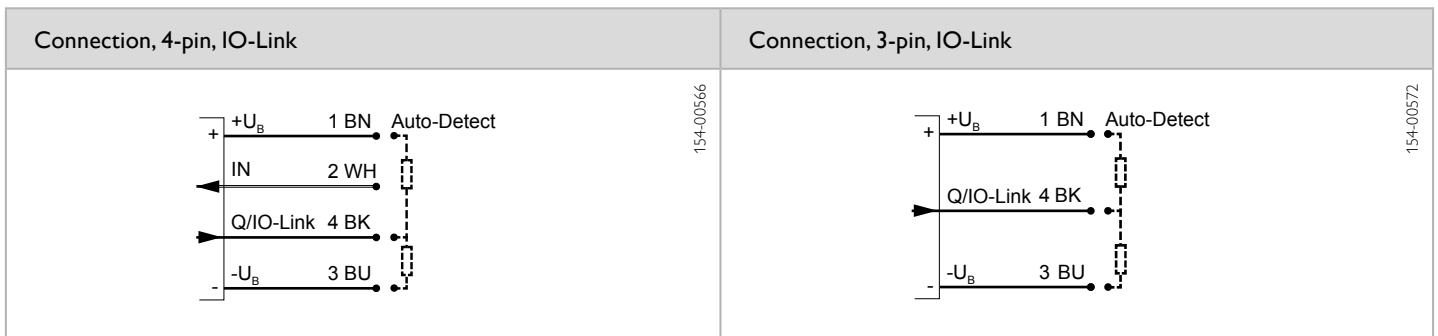 Connection, 4-pin, IO-Link
Connection, 3-pin, IO-Link
+ +UB 1 BN Auto-Detect
IN 2 WH
Q/IO-Link 4 BK
- -UB 3 BU
154-00566
+ +UB 1 BN Auto-Detect
Q/IO-Link 4 BK
- -UB 3 BU
154-00572